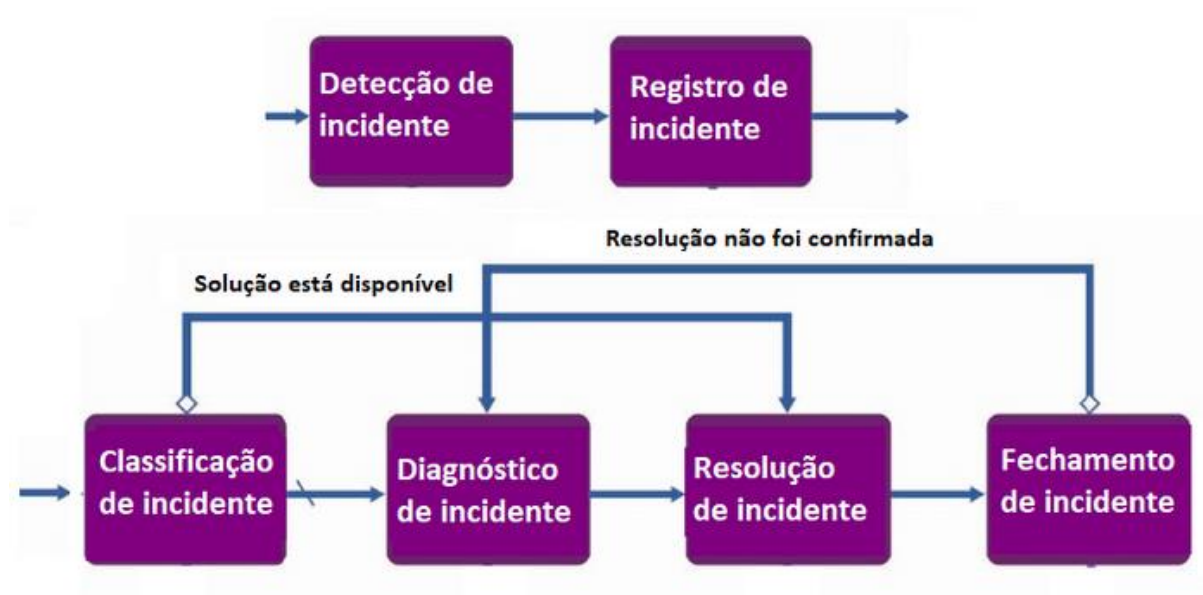 Detecção de
incidente
Registro de
incidente
Resolução não foi confirmada
Solução está disponível
Classificação
de incidente
Diagnóstico
de incidente
Resolução
de incidente
Fechamento
de incidente